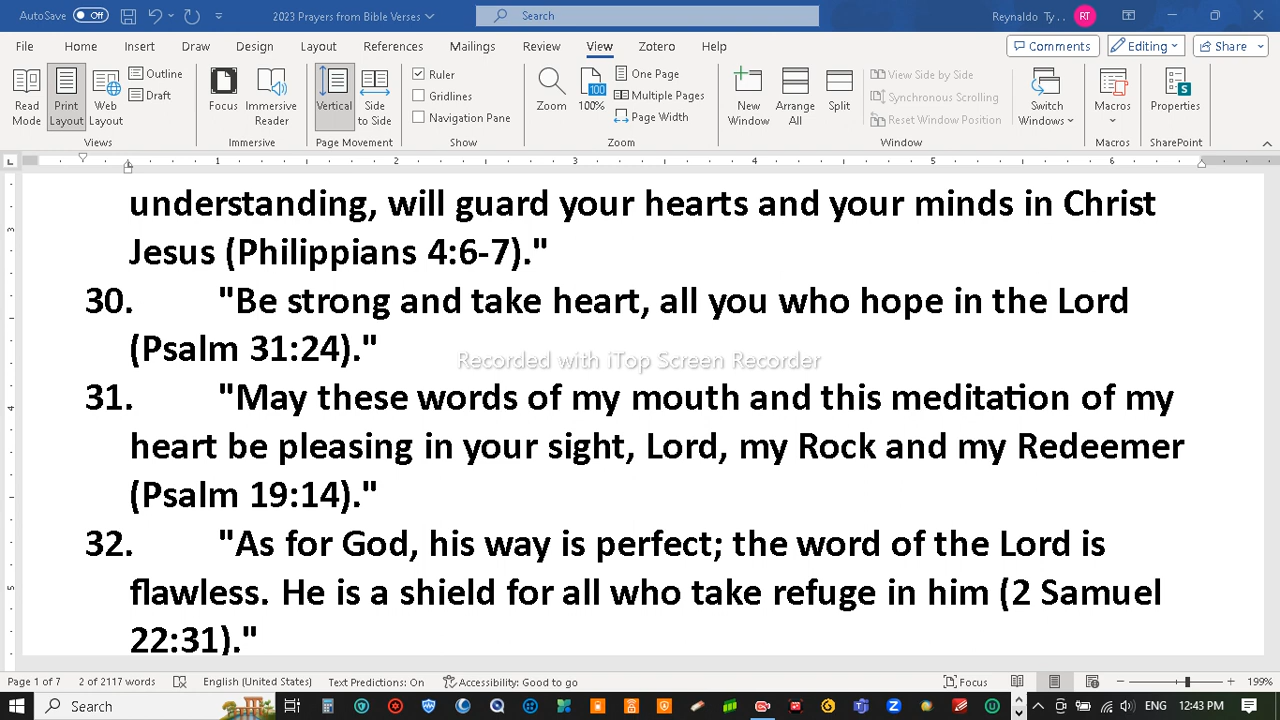 AutoSave Off 2023 Prayers from Bible Verses Search Reynaldo Ty .. RT
File Home Insert Draw Design Layout References Mailings Review View Zotero Help Comments Editing Share
Read Mode Print Layout Web Layout Outline Draft Focus Immersive Reader Vertical Side to Side Ruler Gridlines Navigation Pane Zoom 100 100% One Page Multiple Pages Page Width New Window Arrange All Split View Side by Side Synchronous Scrolling Reset Window Position Switch Windows Macros Properties
Views Immersive Page Movement Show Zoom Window Macros SharePoint
1 2 3 4 5 6
understanding, will guard your hearts and your minds in Christ
Jesus (Philippians 4:6-7)."
30. "Be strong and take heart, all you who hope in the Lord
(Psalm 31:24)."
Recorded with iTop Screen Recorder
31. "May these words of my mouth and this meditation of my
heart be pleasing in your sight, Lord, my Rock and my Redeemer
(Psalm 19:14)."
32. "As for God, his way is perfect; the word of the Lord is
flawless. He is a shield for all who take refuge in him (2 Samuel
22:31)."
3
4
5
Page 1 of 7 2 of 2117 words English (United States) Text Predictions: On Accessibility: Good to go Focus 199%
Search ENG 12:43 PM